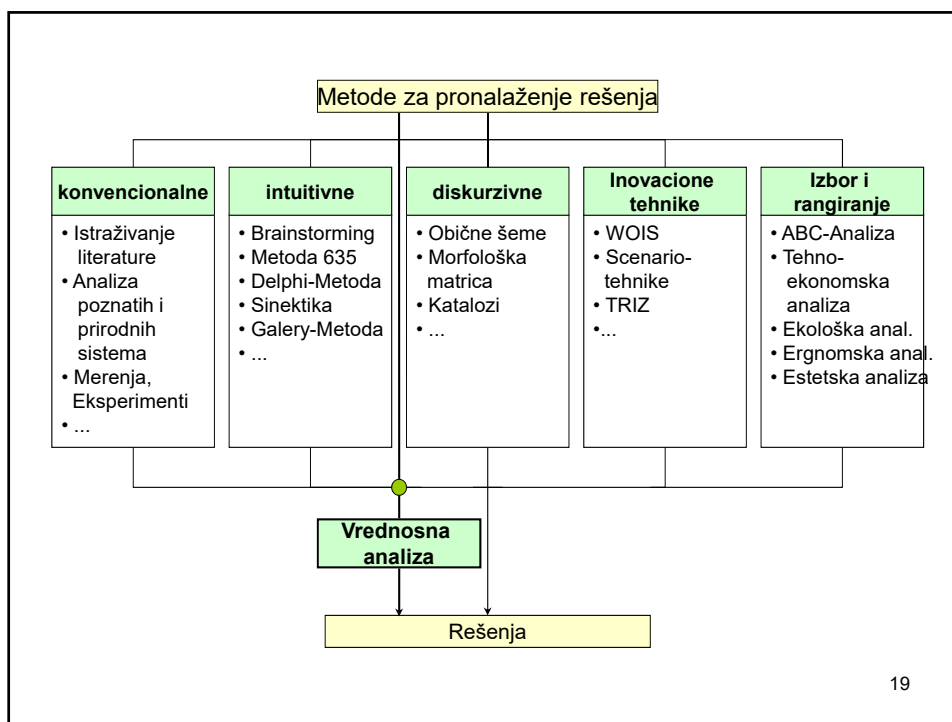 Metode za pronalaženje rešenja
konvencionalne
• Istraživanje
literature
• Analiza
poznatih i
prirodnih
sistema
• Merenja,
Eksperimenti
• ...
intuitivne
• Brainstorming
• Metoda 635
• Delphi-Metoda
• Sinektika
• Galery-Metoda
• ...
diskurzivne
• Obične šeme
• Morfološka
matrica
• Katalozi
• ...
Inovacione
tehnike
• WOIS
• Scenario-
tehnike
• TRIZ
•...
Izbor i
rangiranje
• ABC-Analiza
• Tehno-
ekonomska
analiza
• Ekološka anal.
• Ergnomska anal.
• Estetska analiza
Vrednosna
analiza
Rešenja
19